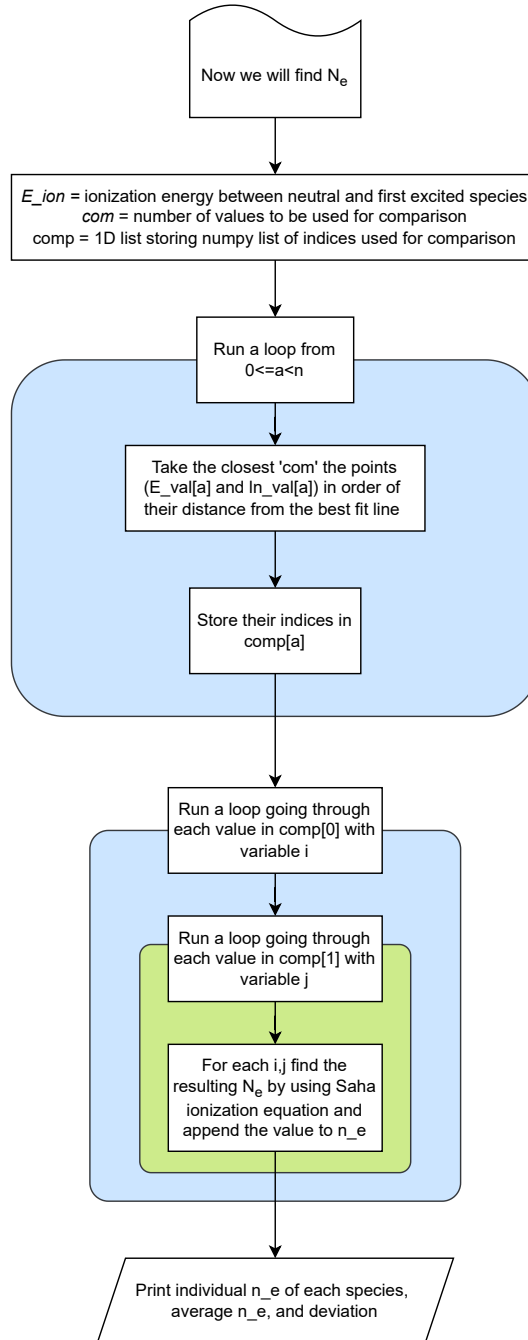 Now we will find N_e
E_ion = ionization energy between neutral and first excited species
com = number of values to be used for comparison
comp = 1D list storing numpy list of indices used for comparison
Run a loop from
0<=a<n
Take the closest 'com' the points
(E_val[a] and ln_val[a]) in order of
their distance from the best fit line
Store their indices in
comp[a]
Run a loop going through
each value in comp[0] with
variable i
Run a loop going through
each value in comp[1] with
variable j
For each i,j find the
resulting N_e by using Saha
ionization equation and
append the value to n_e
Print individual n_e of each species,
average n_e, and deviation